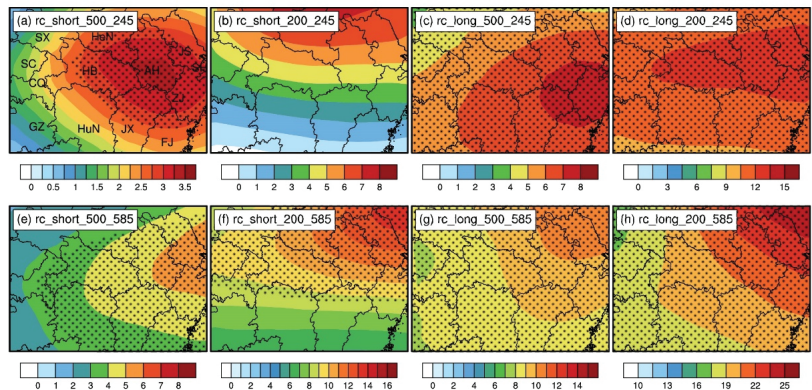 (a) rc_short_500_245
(b) rc_short_200_245
(c) rc_long_500_245
(d) rc_long_200_245
SX
HeN
JS
SC
HB
AH
SH
CQ
ZJ
GZ
HuN
JX
FJ
0 0.5 1 1.5 2 2.5 3 3.5
0 1 2 3 4 5 6 7 8
0 1 2 3 4 5 6 7 8
0 3 6 9 12 15
(e) rc_short_500_585
(f) rc_short_200_585
(g) rc_long_500_585
(h) rc_long_200_585
0 1 2 3 4 5 6 7 8
0 2 4 6 8 10 12 14 16
0 2 4 6 8 10 12 14
10 13 16 19 22 25